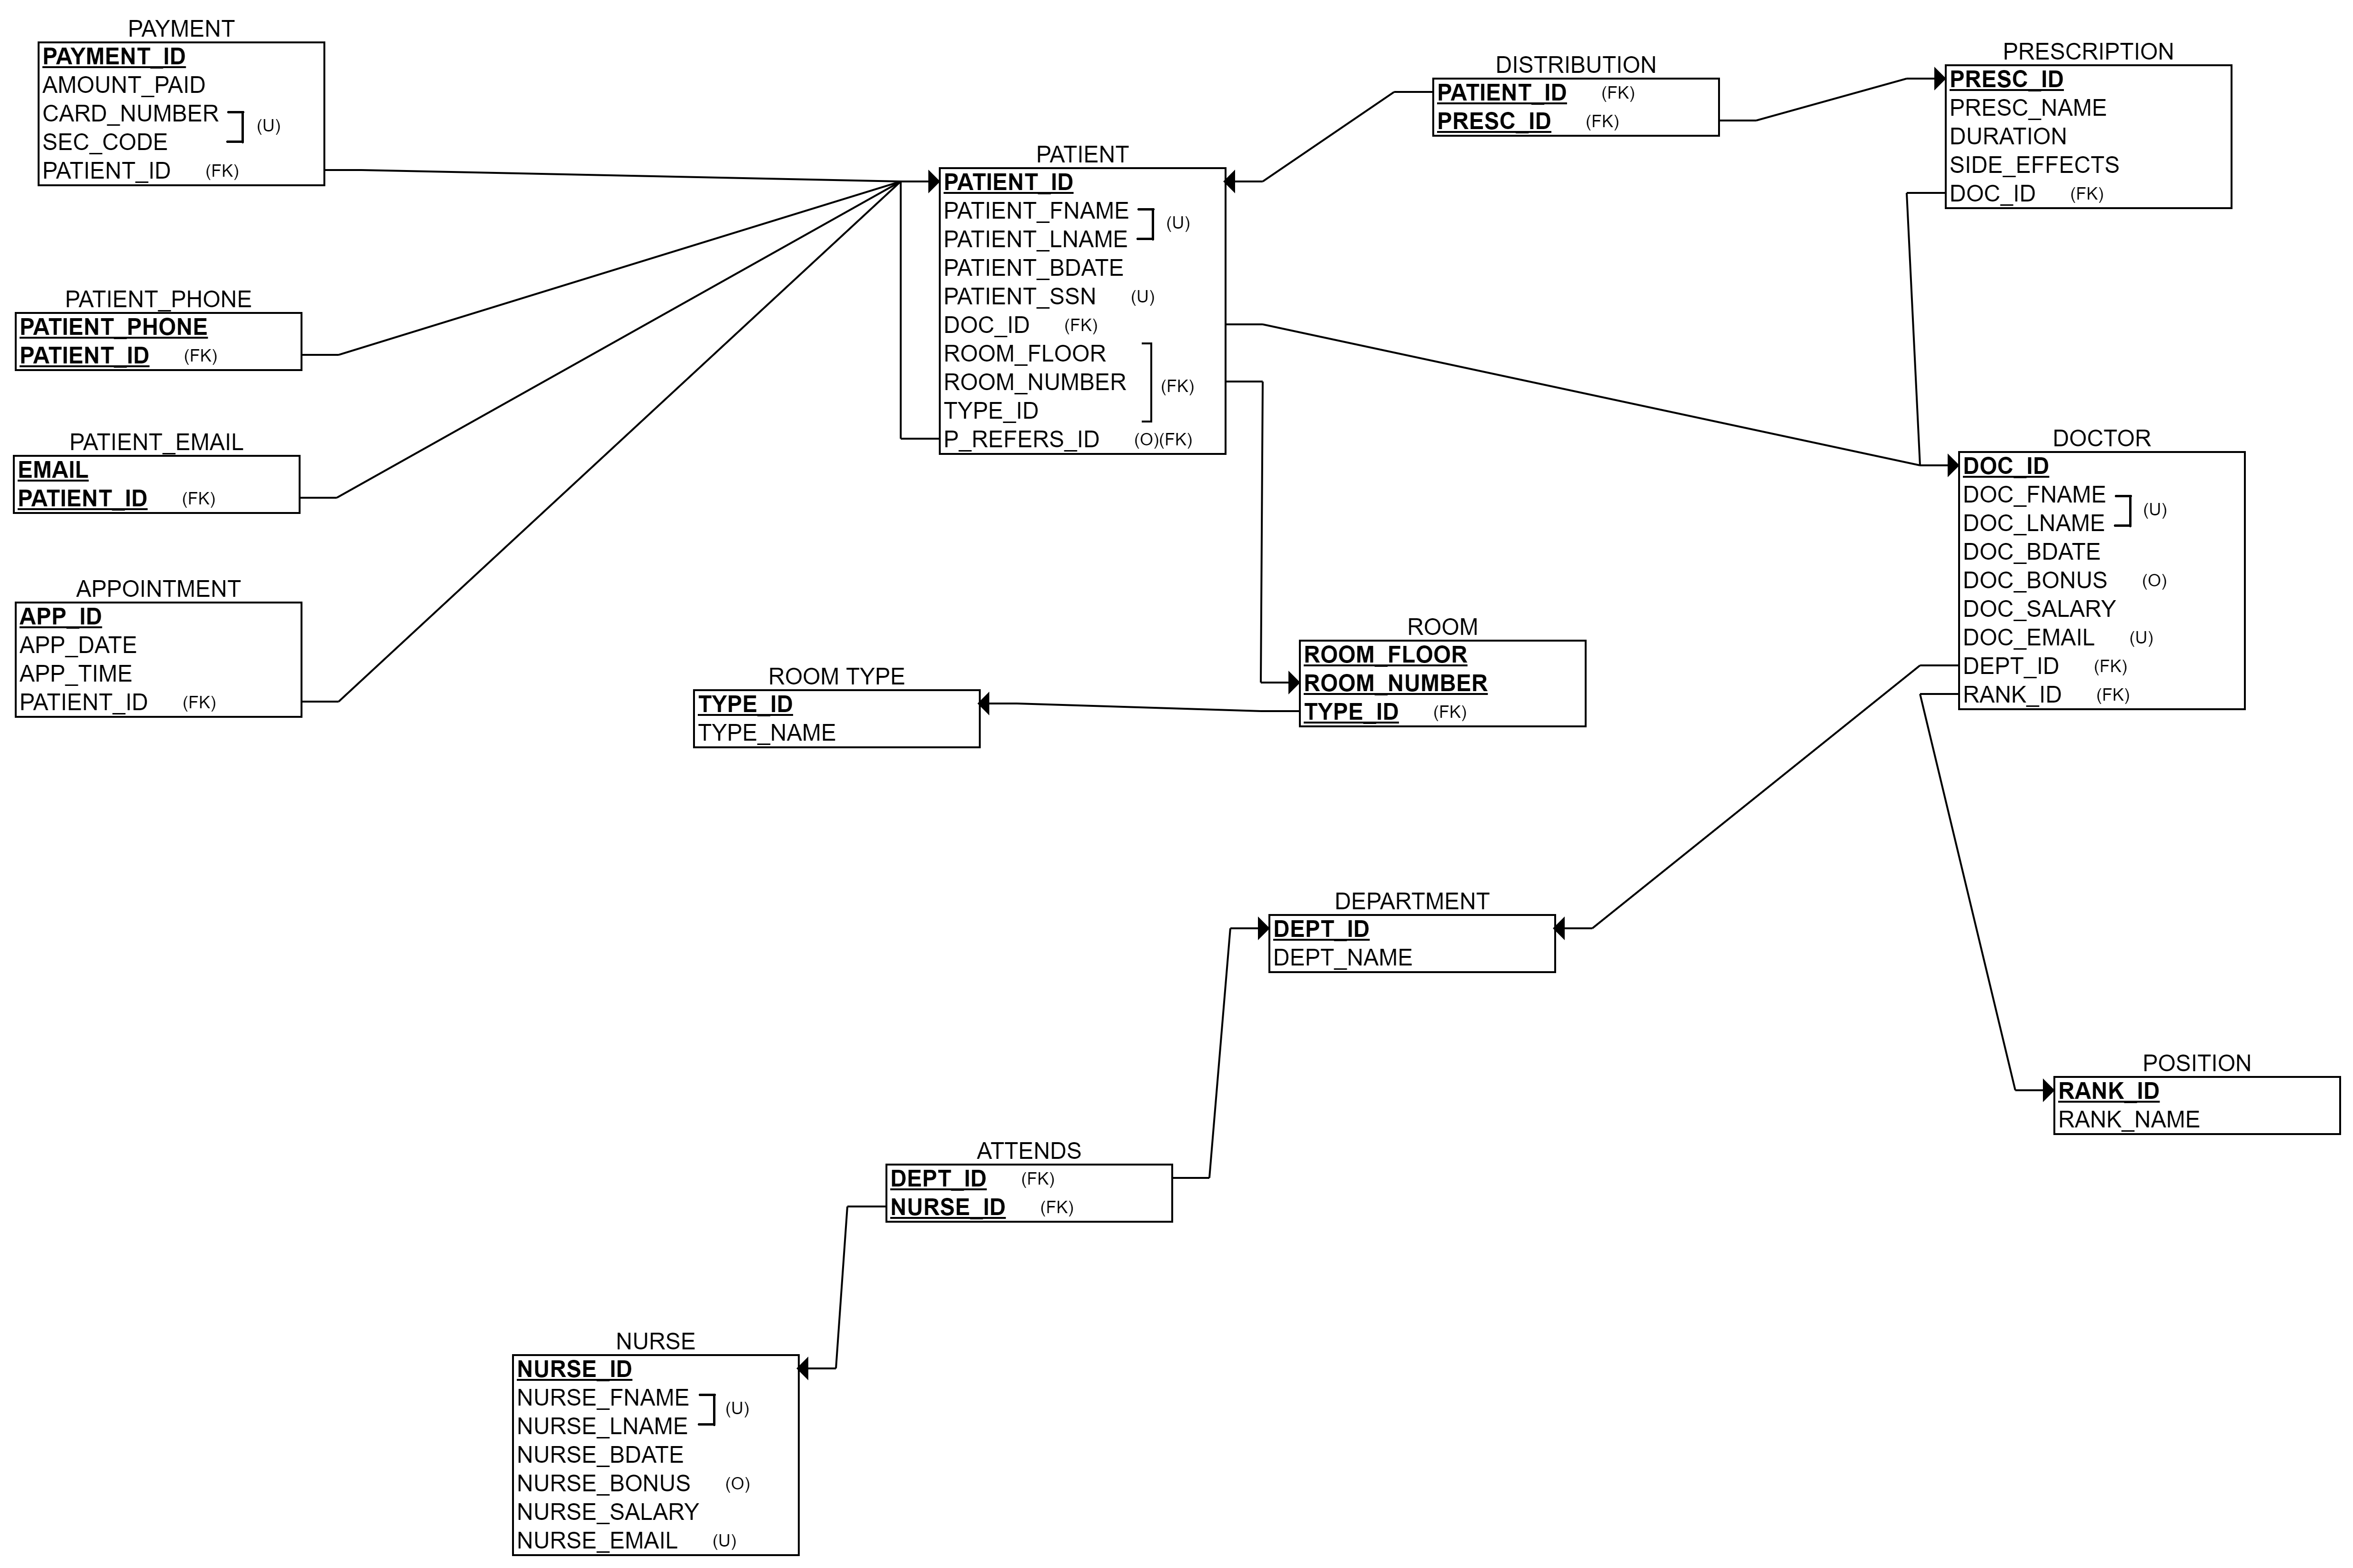 PAYMENT
PAYMENT_ID
AMOUNT_PAID
CARD_NUMBER
SEC_CODE
(U)
PATIENT_ID (FK)
PATIENT_PHONE
PATIENT_PHONE
PATIENT_ID (FK)
PATIENT_EMAIL
EMAIL
PATIENT_ID (FK)
APPOINTMENT
APP_ID
APP_DATE
APP_TIME
PATIENT_ID (FK)
PATIENT
PATIENT_ID
PATIENT_FNAME
PATIENT_LNAME
(U)
PATIENT_BDATE
PATIENT_SSN (U)
DOC_ID (FK)
ROOM_FLOOR
ROOM_NUMBER
(FK)
TYPE_ID
P_REFERS_ID (O)(FK)
DISTRIBUTION
PATIENT_ID (FK)
PRESC_ID (FK)
PRESCRIPTION
PRESC_ID
PRESC_NAME
DURATION
SIDE_EFFECTS
DOC_ID (FK)
DOCTOR
DOC_ID
DOC_FNAME
DOC_LNAME
(U)
DOC_BDATE
DOC_BONUS (O)
DOC_SALARY
DOC_EMAIL (U)
DEPT_ID (FK)
RANK_ID (FK)
ROOM TYPE
TYPE_ID
TYPE_NAME
ROOM
ROOM_FLOOR
ROOM_NUMBER
TYPE_ID (FK)
DEPARTMENT
DEPT_ID
DEPT_NAME
POSITION
RANK_ID
RANK_NAME
ATTENDS
DEPT_ID (FK)
NURSE_ID (FK)
NURSE
NURSE_ID
NURSE_FNAME
NURSE_LNAME
(U)
NURSE_BDATE
NURSE_BONUS (O)
NURSE_SALARY
NURSE_EMAIL (U)